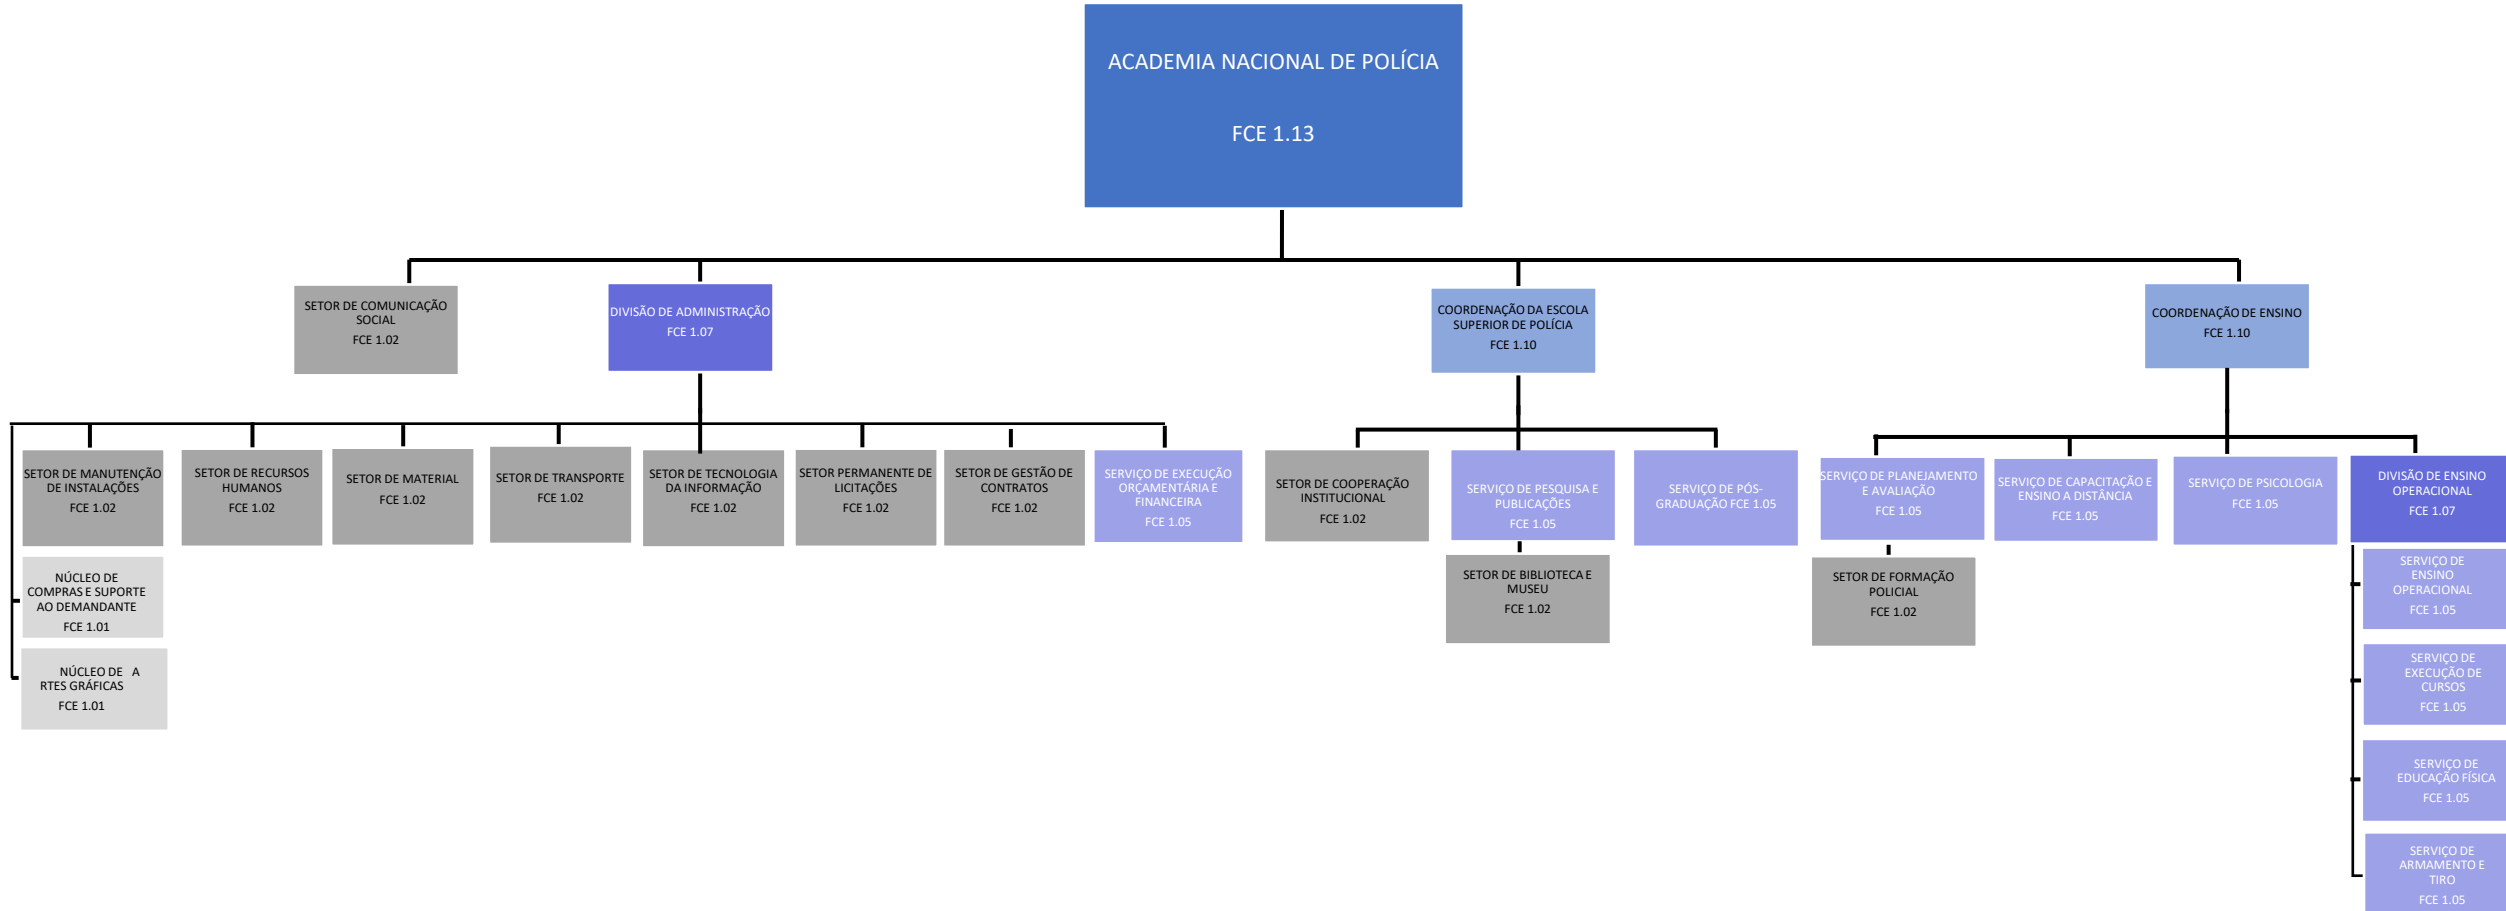 ACADEMIA NACIONAL DE POLÍCIA
FCE 1.13
SETOR DE COMUNICAÇÃO
SOCIAL
FCE 1.02
DIVISÃO DE ADMINISTRAÇÃO
FCE 1.07
COORDENAÇÃO DA ESCOLA
SUPERIOR DE POLÍCIA
FCE 1.10
COORDENAÇÃO DE ENSINO
FCE 1.10
SETOR DE MANUTENÇÃO
DE INSTALAÇÕES
FCE 1.02
SETOR DE RECURSOS
HUMANOS
FCE 1.02
SETOR DE MATERIAL
FCE 1.02
SETOR DE TRANSPORTE
FCE 1.02
SETOR DE TECNOLOGIA
DA INFORMAÇÃO
FCE 1.02
SETOR PERMANENTE DE
LICITAÇÕES
FCE 1.02
SETOR DE GESTÃO DE
CONTRATOS
FCE 1.02
SERVIÇO DE EXECUÇÃO
ORÇAMENTÁRIA E
FINANCEIRA
FCE 1.05
SETOR DE COOPERAÇÃO
INSTITUCIONAL
FCE 1.02
SERVIÇO DE PESQUISA E
PUBLICAÇÕES
FCE 1.05
SERVIÇO DE PÓS-
GRADUAÇÃO FCE 1.05
SERVIÇO DE PLANEJAMENTO
E AVALIAÇÃO
FCE 1.05
SERVIÇO DE CAPACITAÇÃO E
ENSINO A DISTÂNCIA
FCE 1.05
SERVIÇO DE PSICOLOGIA
FCE 1.05
DIVISÃO DE ENSINO
OPERACIONAL
FCE 1.07
NÚCLEO DE
COMPRAS E SUPORTE
AO DEMANDANTE
FCE 1.01
SETOR DE BIBLIOTECA E
MUSEU
FCE 1.02
SETOR DE FORMAÇÃO
POLICIAL
FCE 1.02
SERVIÇO DE
ENSINO
OPERACIONAL
FCE 1.05
NÚCLEO DE A
RTES GRÁFICAS
FCE 1.01
SERVIÇO DE
EXECUÇÃO DE
CURSOS
FCE 1.05
SERVIÇO DE
EDUCAÇÃO FÍSICA
FCE 1.05
SERVIÇO DE
ARMAMENTO E
TIRO
FCE 1.05